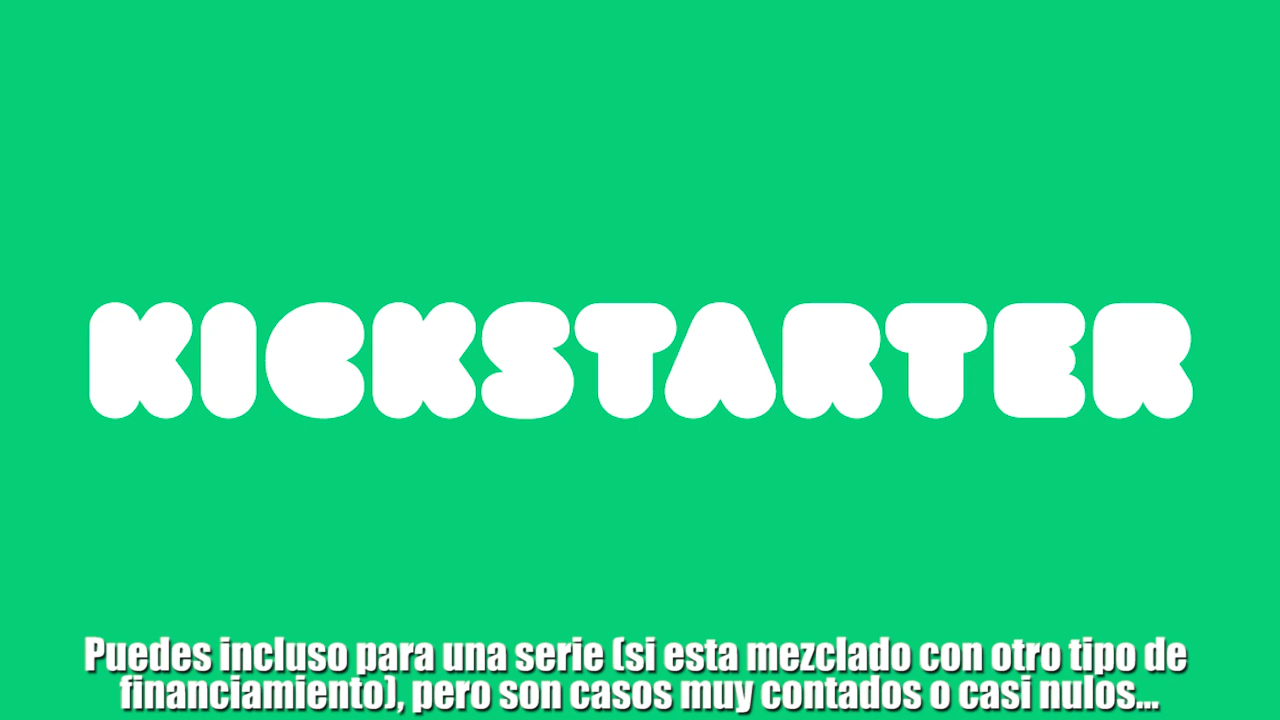 KICKSTARTER
Puedes incluso para una serie (si esta mezclado con otro tipo de
financiamiento), pero son casos muy contados o casi nulos...